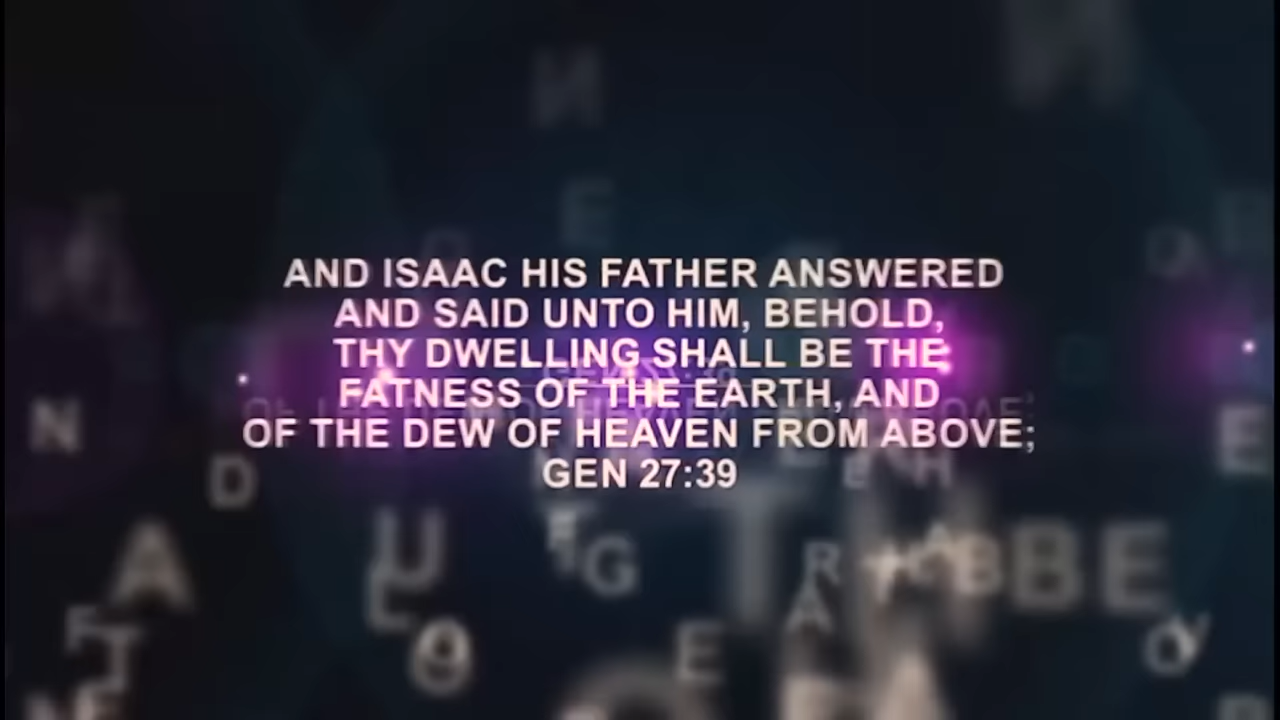 AND ISAAC HIS FATHER ANSWERED
AND SAID UNTO HIM, BEHOLD,
THY DWELLING SHALL BE THE
FATNESS OF THE EARTH, AND
OF THE DEW OF HEAVEN FROM ABOVE;
GEN 27:39